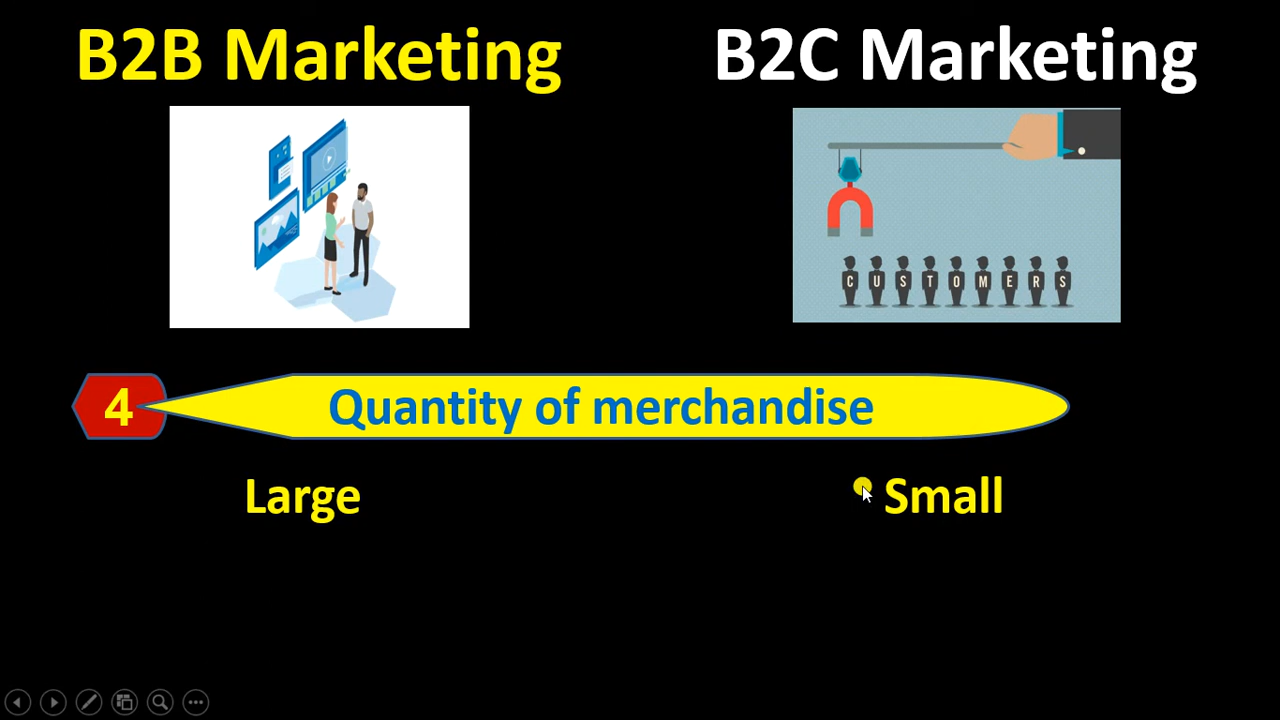 B2B Marketing
B2C Marketing
CUSTOMERS
4
Quantity of merchandise
Large
Small